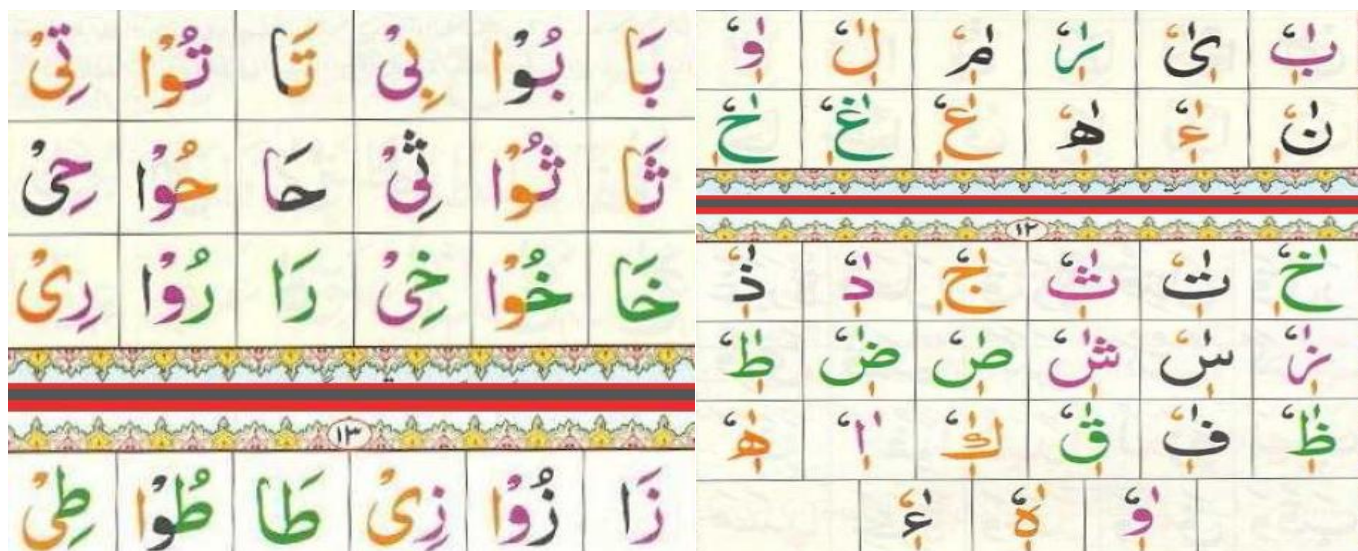 بٰٖٗ یٰٖٗ رٰٖٗ مٰٖٗ لٰٖٗ وٰٖٗ
نٰٖٗ ءٰٖٗ هٰٖٗ عٰٖٗ غٰٖٗ حٰٖٗ
١٢
خٰٖٗ تٰٖٗ ثٰٖٗ جٰٖٗ دٰٖٗ ذٰٖٗ
زٰٖٗ سٰٖٗ شٰٖٗ صٰٖٗ ضٰٖٗ طٰٖٗ
ظٰٖٗ فٰٖٗ قٰٖٗ كٰٖٗ اٰٖٗ هٰٖٗ
وٰٖٗ هٰٖٗ ءٰٖٗ
بَا بُوْا بِیْ تَا تُوْا تِیْ
ثَا ثُوْا ثِیْ حَا حُوْا حِیْ
خَا خُوْا خِیْ رَا رُوْا رِیْ
١٣
زَا زُوْا زِیْ طَا طُوْا طِیْ